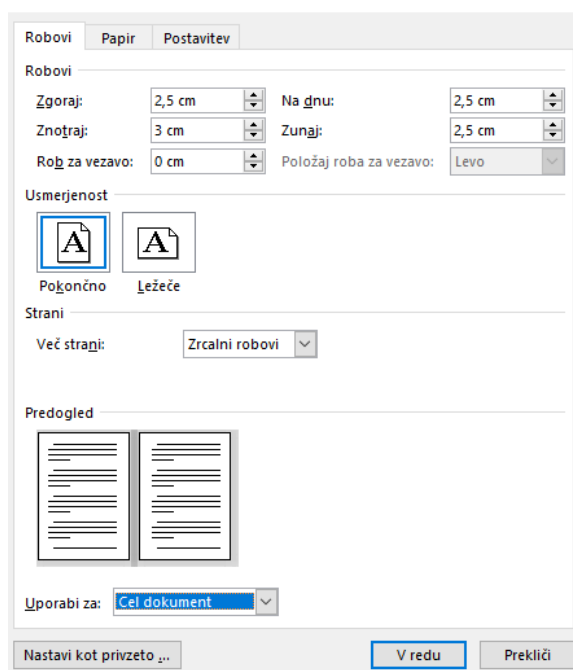 Robovi Papir Postavitev
Robovi
Zgoraj: 2,5 cm Na dnu: 2,5 cm
Znotraj: 3 cm Zunaj: 2,5 cm
Rob za vezavo: 0 cm Položaj roba za vezavo: Levo
Usmerjenost
A A
Pokončno Ležeče
Strani
Več strani: Zrcalni robovi
Predogled
Uporabi za: Cel dokument
Nastavi kot privzeto ... V redu Prekliči